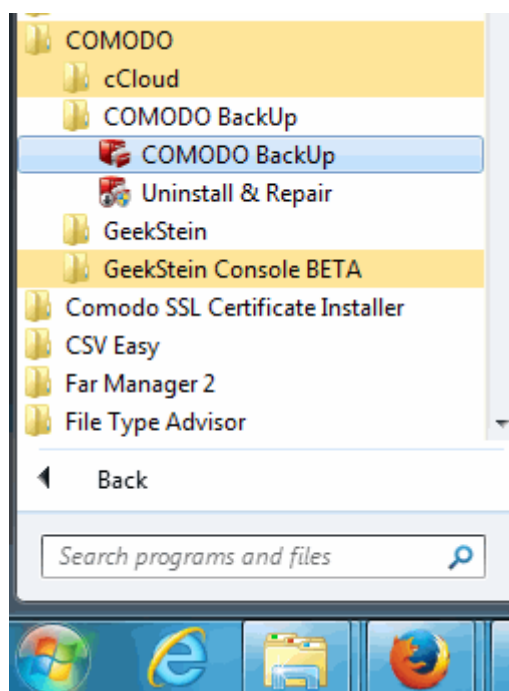 COMODO
cCloud
COMODO BackUp
COMODO BackUp
Uninstall & Repair
GeekStein
GeekStein Console BETA
Comodo SSL Certificate Installer
CSV Easy
Far Manager 2
File Type Advisor
Back
Search programs and files